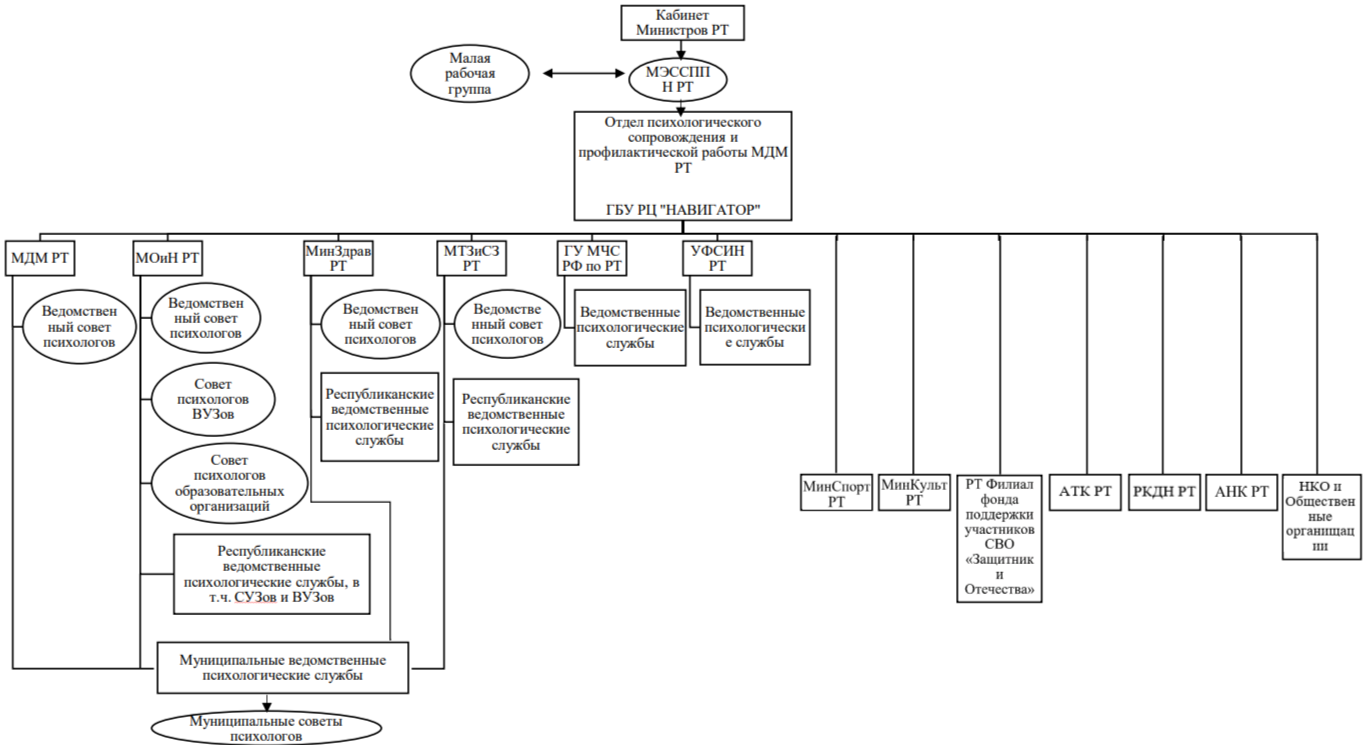 Кабинет
Министров РТ
Малая
рабочая
группа
МЭССПП
Н РТ
Отдел психологического
сопровождения и
профилактической работы МДМ
РТ
ГБУ РЦ "НАВИГАТОР"
МДМ РТ
МОиН РТ
МинЗдрав
РТ
МТЗиСЗ
РТ
ГУ МЧС
РФ по РТ
УФСИН
РТ
Ведомствен
ный совет
психологов
Ведомствен
ный совет
психологов
Ведомствен
ный совет
психологов
Ведомстве
нный совет
психологов
Ведомственные
психологические
службы
Ведомственные
психологически
е службы
Совет
психологов
ВУЗов
Республиканские
ведомственные
психологические
службы
Республиканские
ведомственные
психологические
службы
Совет
психологов
образовательных
организаций
МинСпорт
РТ
МинКульт
РТ
РТ Филиал
фонда
поддержки
участников
СВО
«Защитник
и
Отечества»
АТК РТ
РКДН РТ
АНК РТ
НКО и
Обществен
ные
органищац
ии
Республиканские
ведомственные
психологические службы, в
т.ч. СУЗов и ВУЗов
Муниципальные ведомственные
психологические службы
Муниципальные советы
психологов